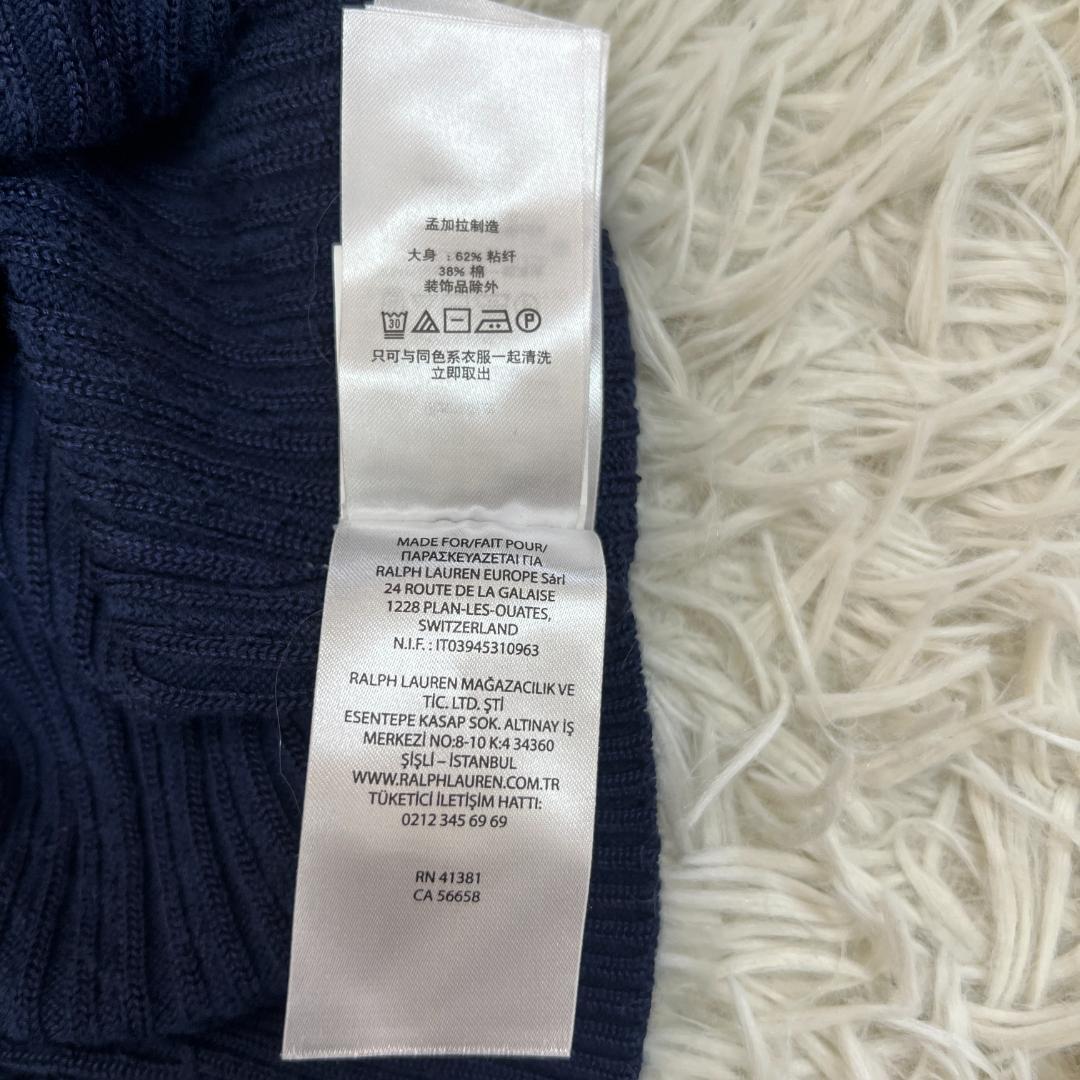 孟加拉制造
大身 : 62% 粘纤
38% 棉
装饰品除外
30 P
只可与同色系衣服一起清洗
立即取出
MADE FOR/FAIT POUR/
ΠΑΡΑΣΚΕΥΑΖΕΤΑΙ ΓΙΑ
RALPH LAUREN EUROPE Sárl
24 ROUTE DE LA GALAISE
1228 PLAN-LES-OUATES,
SWITZERLAND
N.I.F. : IT03945310963
RALPH LAUREN MAĞAZACILIK VE
TİC. LTD. ŞTİ
ESENTEPE KASAP SOK. ALTINAY İŞ
MERKEZİ NO:8-10 K:4 34360
ŞİŞLİ – İSTANBUL
WWW.RALPHLAUREN.COM.TR
TÜKETİCİ İLETİŞİM HATTI:
0212 345 69 69
RN 41381
CA 56658